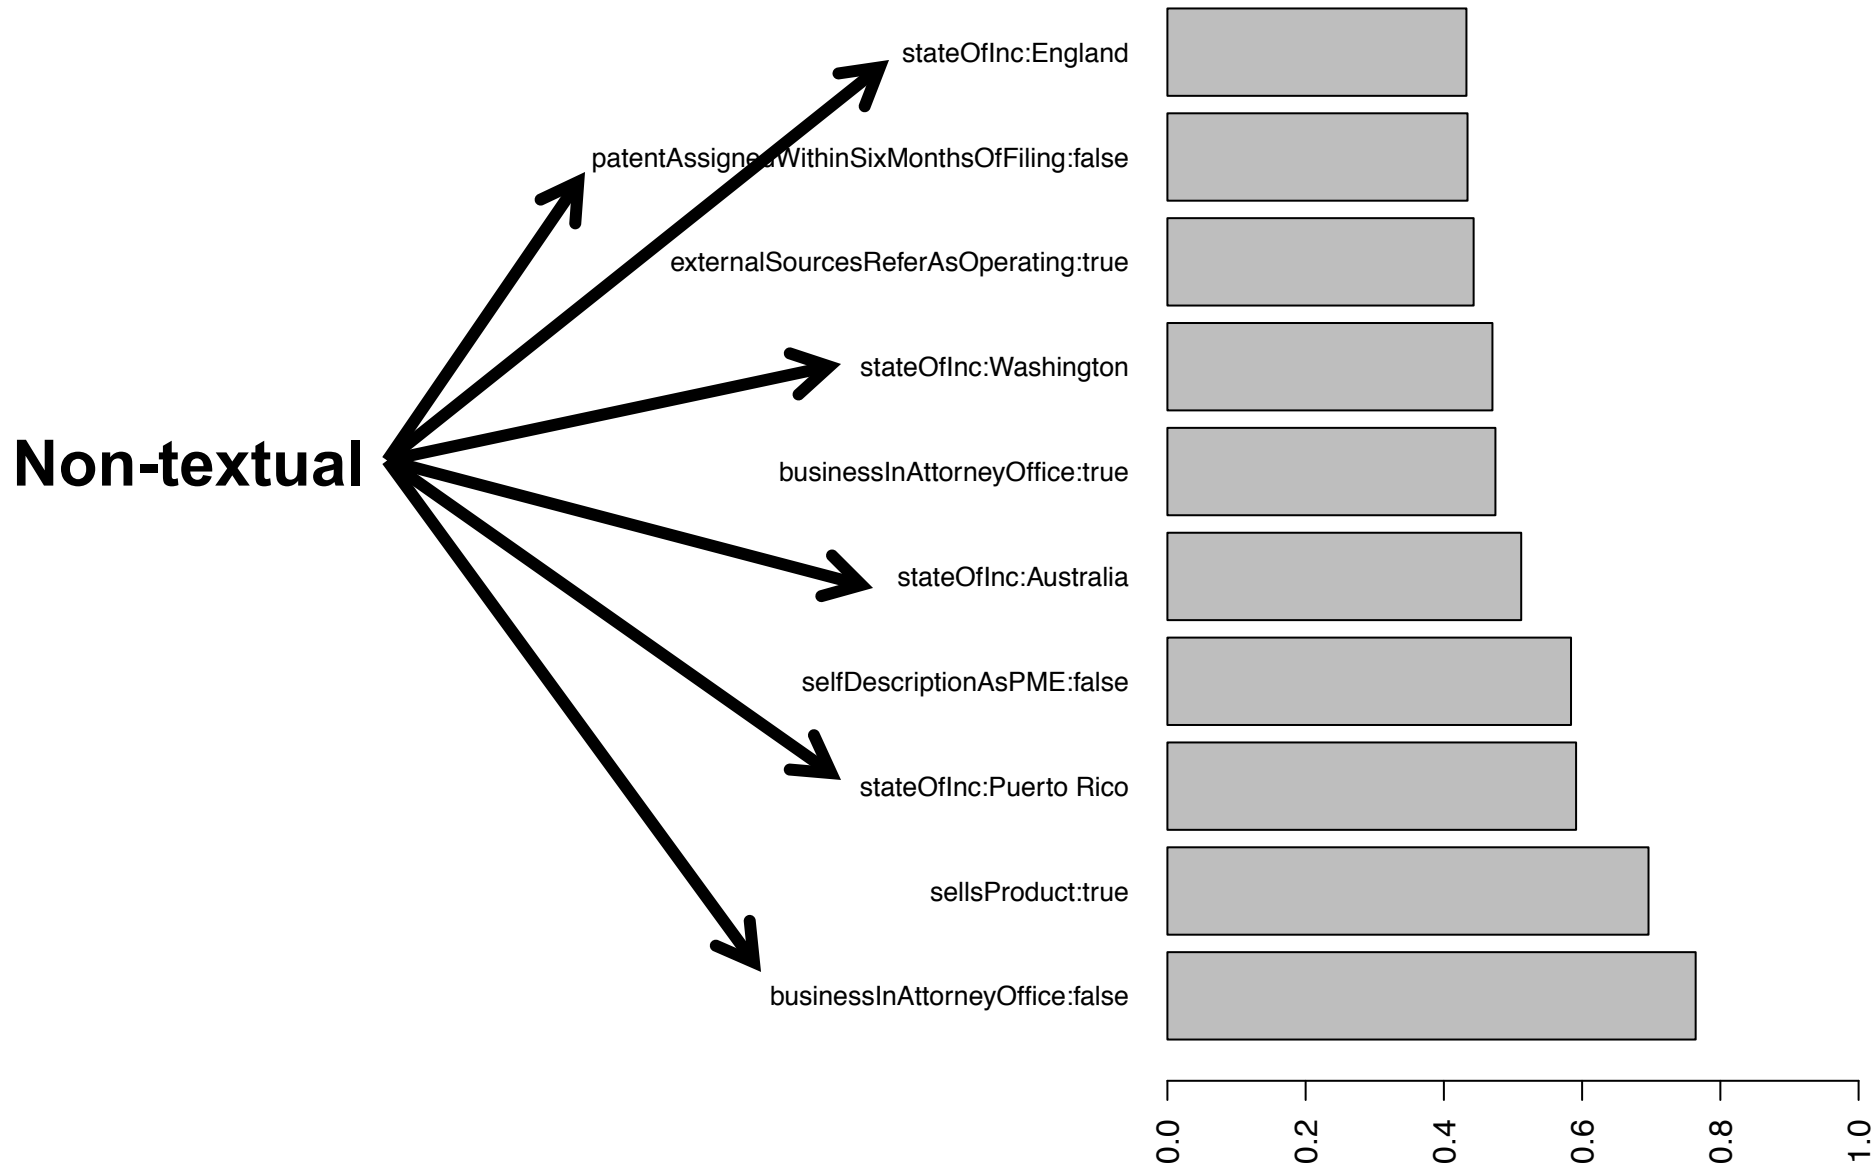 stateOfInc:England
patentAssignedWithinSixMonthsOfFiling:false
externalSourcesReferAsOperating:true
stateOfInc:Washington
businessInAttorneyOffice:true
Non-textual
stateOfInc:Australia
selfDescriptionAsPME:false
stateOfInc:Puerto Rico
sellsProduct:true
businessInAttorneyOffice:false
0.0
0.2
0.4
0.6
0.8
1.0